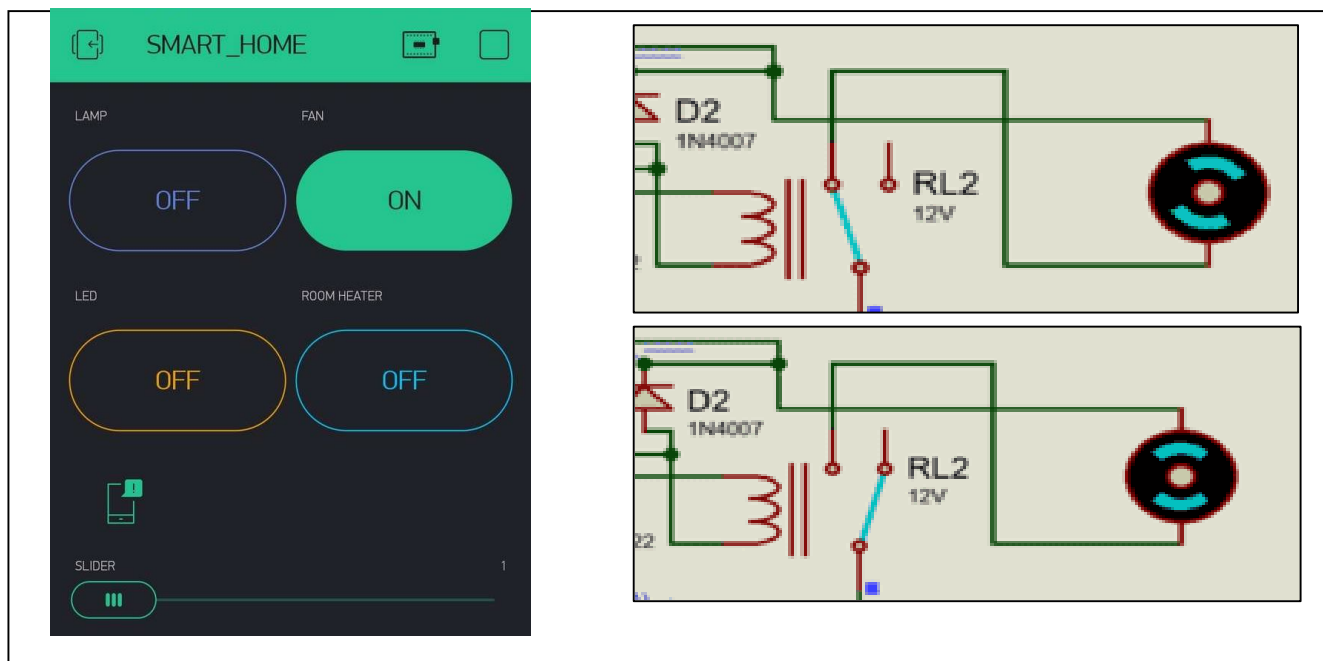 SMART_HOME
LAMP
FAN
OFF
ON
LED
ROOM HEATER
OFF
OFF
SLIDER
1
D2
1N4007
RL2
12V
D2
1N4007
RL2
12V
22